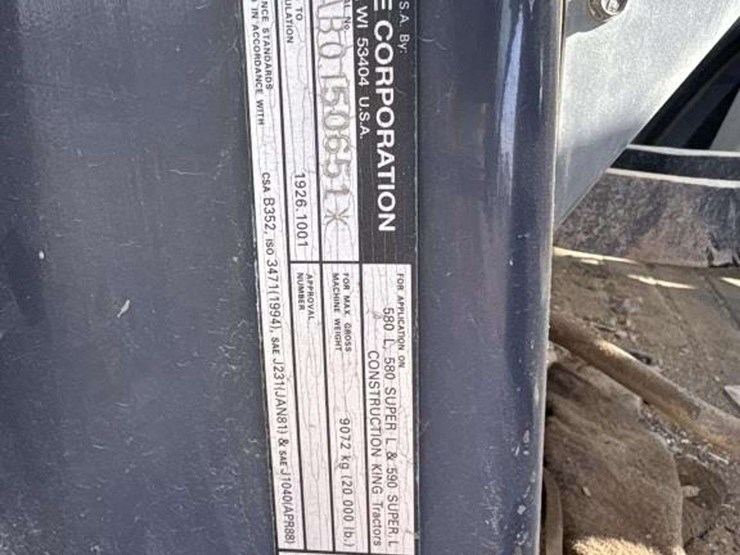 S.A. By:
E CORPORATION
WI 53404 U.S.A.
FOR APPLICATION ON
580 L, 580 SUPER L & 590 SUPER L
CONSTRUCTION KING Tractors
AL No.
AB0150651*
FOR MAX. GROSS
MACHINE WEIGHT
9072 kg (20 000 lb.)
TO
ULATION
1926.1001
APPROVAL
NUMBER
NCE STANDARDS
IN ACCORDANCE WITH
CSA B352, ISO 3471(1994), SAE J231(JAN81) & SAE J1040(APR88)